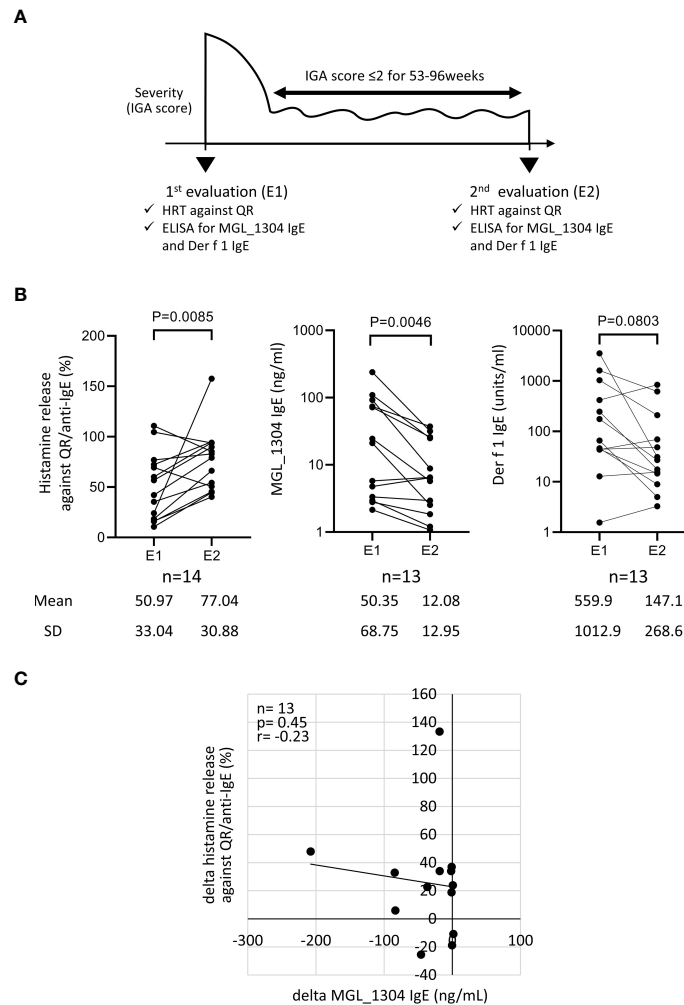 A
Severity
(IGA score)
IGA score ≤2 for 53-96weeks
1st evaluation (E1)
✓ HRT against QR
✓ ELISA for MGL_1304 IgE
and Der f 1 IgE
2nd evaluation (E2)
✓ HRT against QR
✓ ELISA for MGL_1304 IgE
and Der f 1 IgE
B
Histamine release
against QR/anti-IgE (%)
P=0.0085
200
150
100
50
0
E1 E2
n=14
MGL_1304 IgE (ng/ml)
P=0.0046
1000
100
10
1
E1 E2
n=13
Der f 1 IgE (units/ml)
P=0.0803
10000
1000
100
10
1
E1 E2
n=13
Mean 50.97 77.04 50.35 12.08 559.9 147.1
SD 33.04 30.88 68.75 12.95 1012.9 268.6
C
delta histamine release
against QR/anti-IgE (%)
n= 13
p= 0.45
r= -0.23
160
140
120
100
80
60
40
20
0
-20
-40
-300 -200 -100 0 100
delta MGL_1304 IgE (ng/mL)